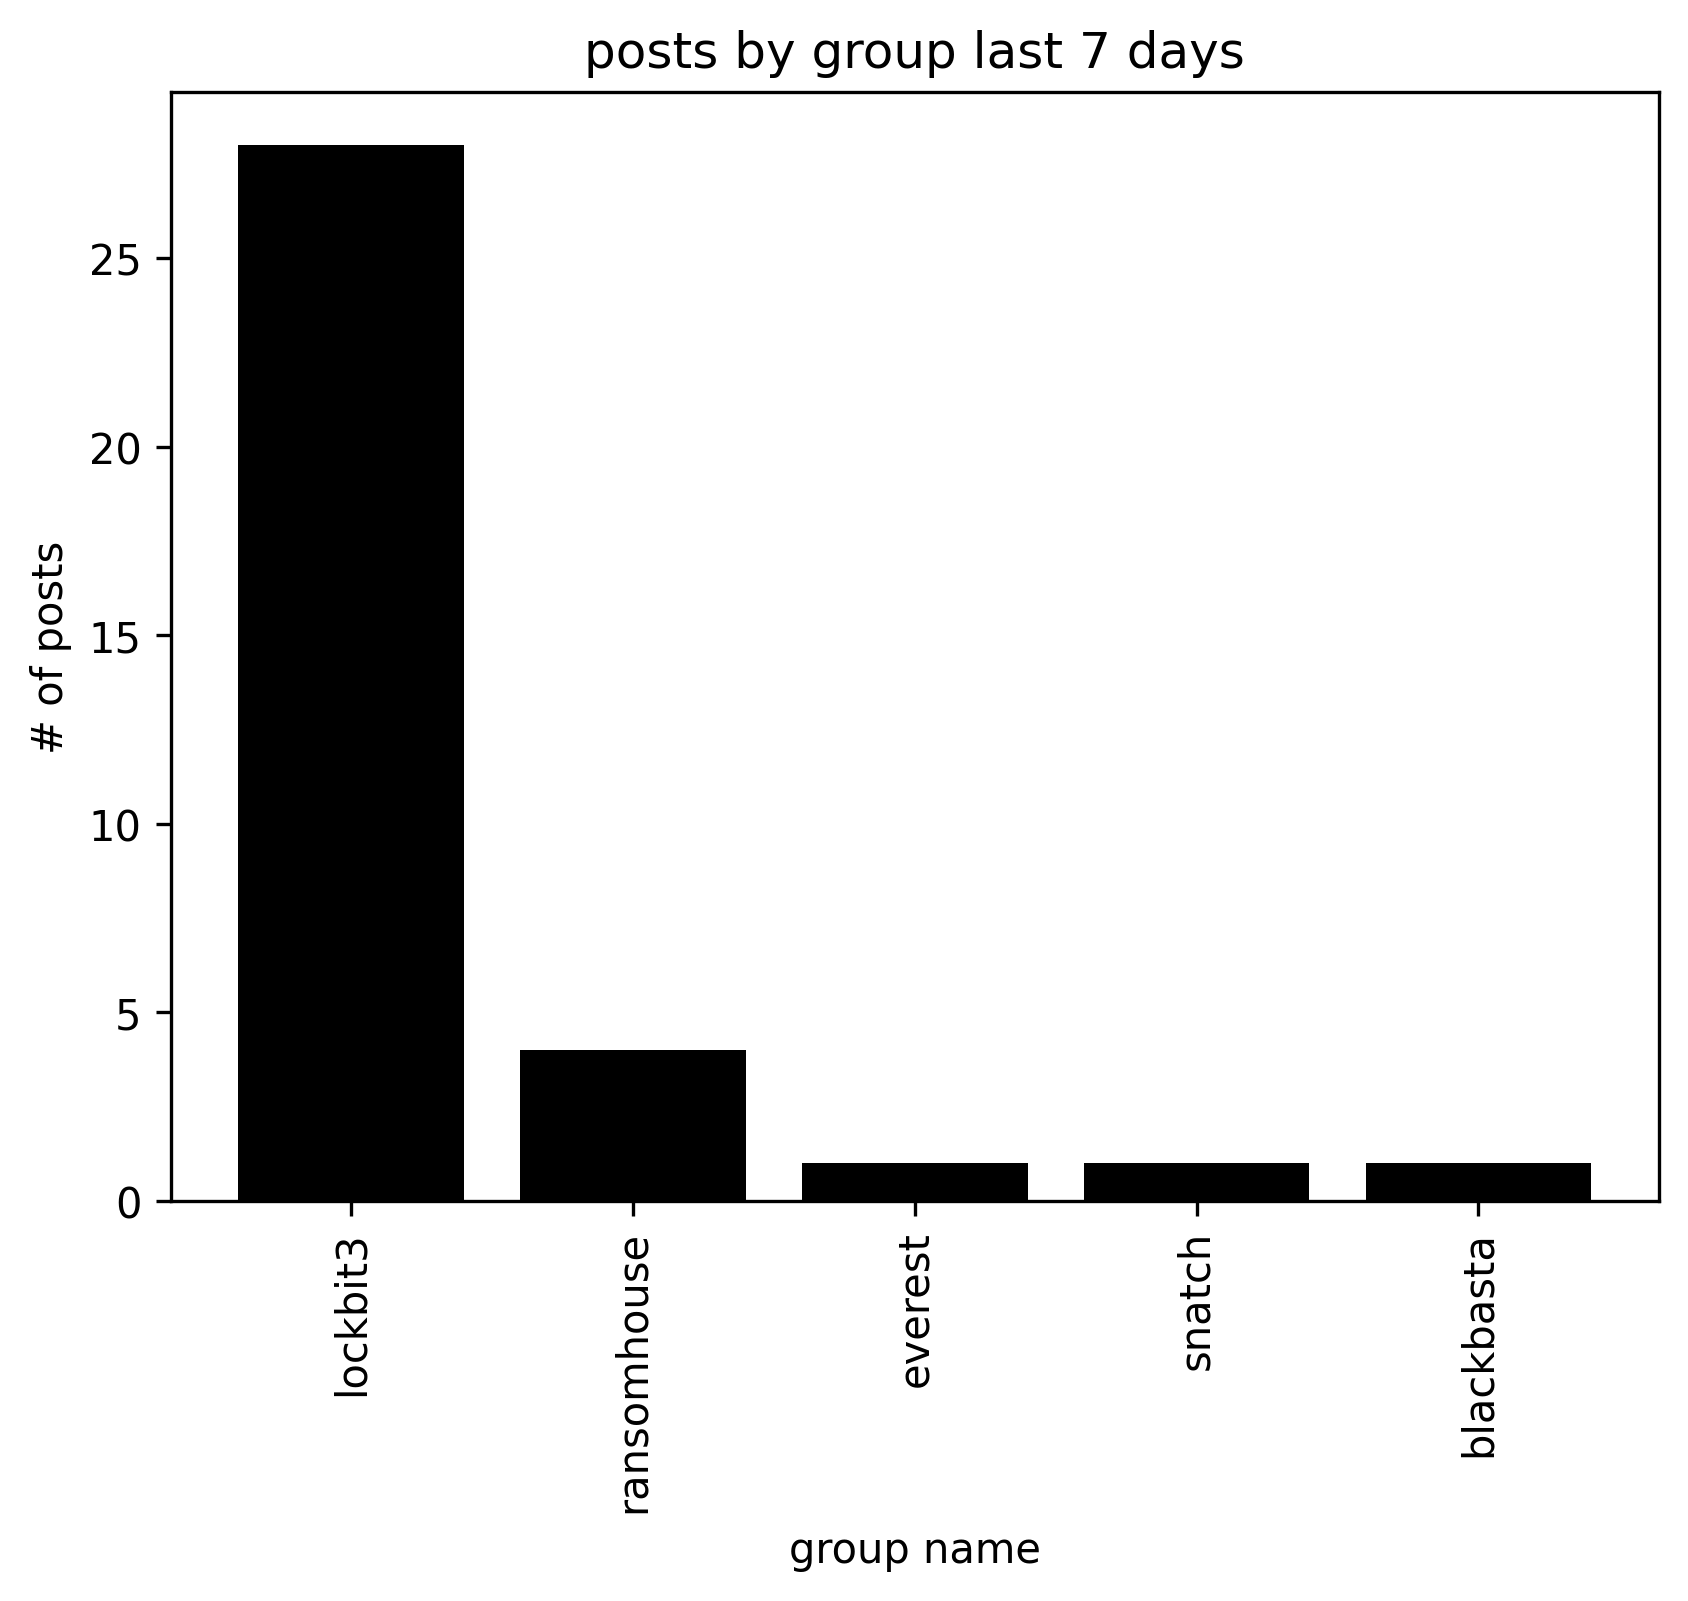 posts by group last 7 days
# of posts
25
20
15
10
5
0
lockbit3
ransomhouse
everest
snatch
blackbasta
group name